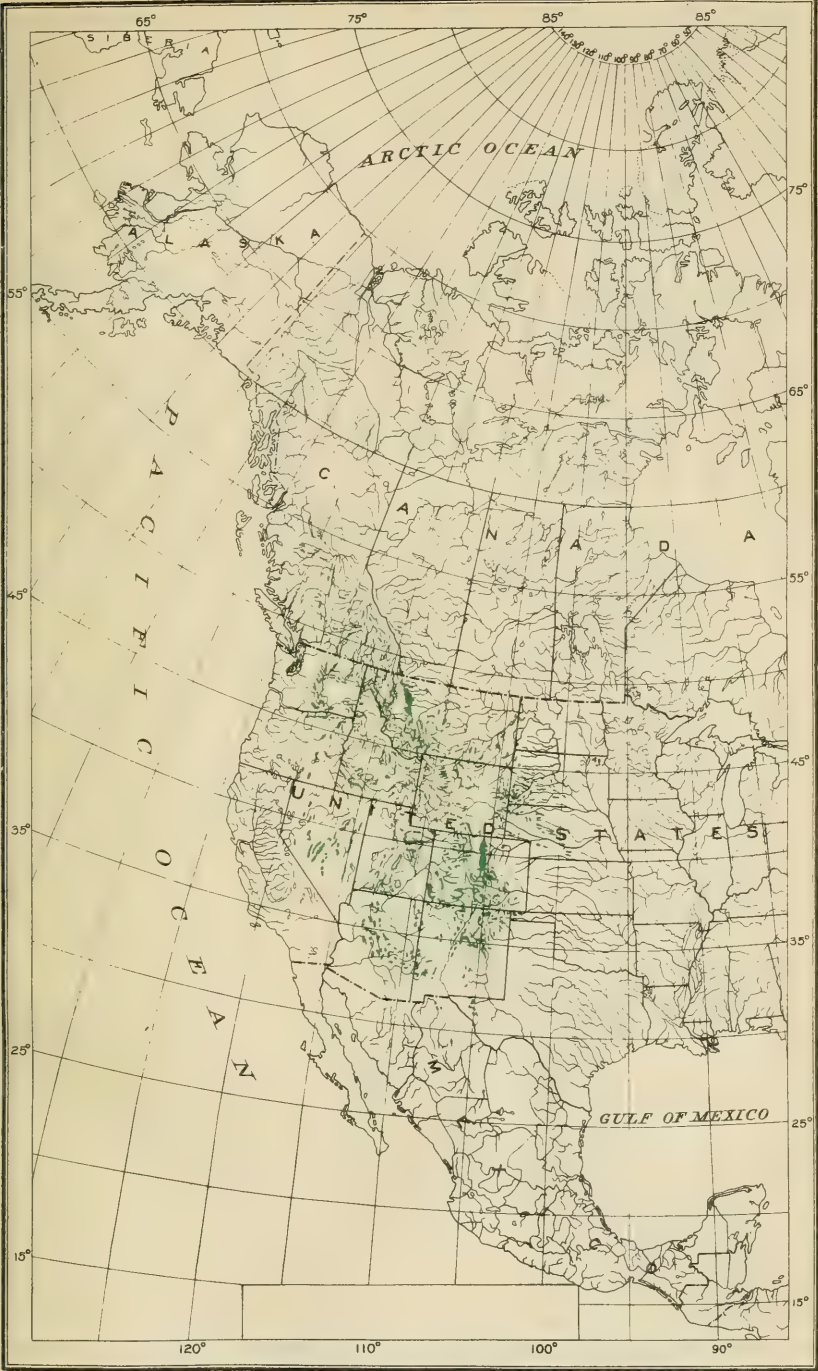 65° 75° 85° 85°
SIBERIA
ARCTIC OCEAN
75°
ALASKA
55°
65°
PACIFIC OCEAN
CANADA
55°
45°
45°
UNITED STATES
35°
35°
25°
MEXICO
GULF OF MEXICO
25°
15°
15°
120° 110° 100° 90°